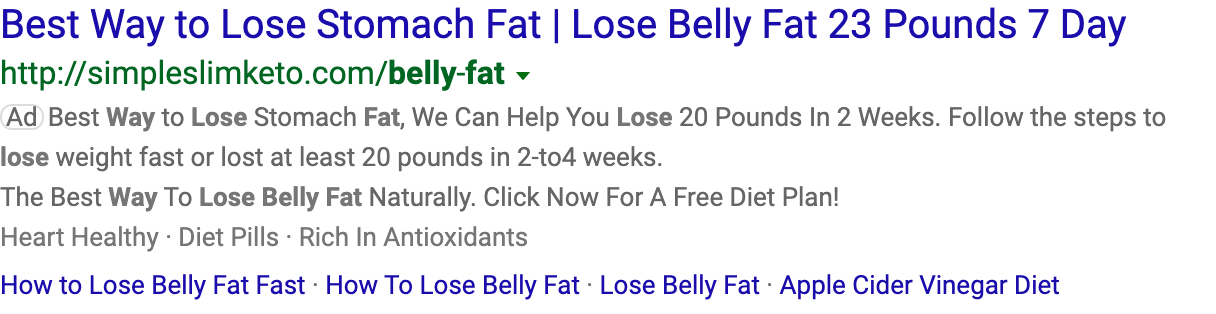 Best Way to Lose Stomach Fat | Lose Belly Fat 23 Pounds 7 Day
http://simpleslimketo.com/belly-fat
Ad Best Way to Lose Stomach Fat, We Can Help You Lose 20 Pounds In 2 Weeks. Follow the steps to
lose weight fast or lost at least 20 pounds in 2-to4 weeks.
The Best Way To Lose Belly Fat Naturally. Click Now For A Free Diet Plan!
Heart Healthy · Diet Pills · Rich In Antioxidants
How to Lose Belly Fat Fast · How To Lose Belly Fat · Lose Belly Fat · Apple Cider Vinegar Diet